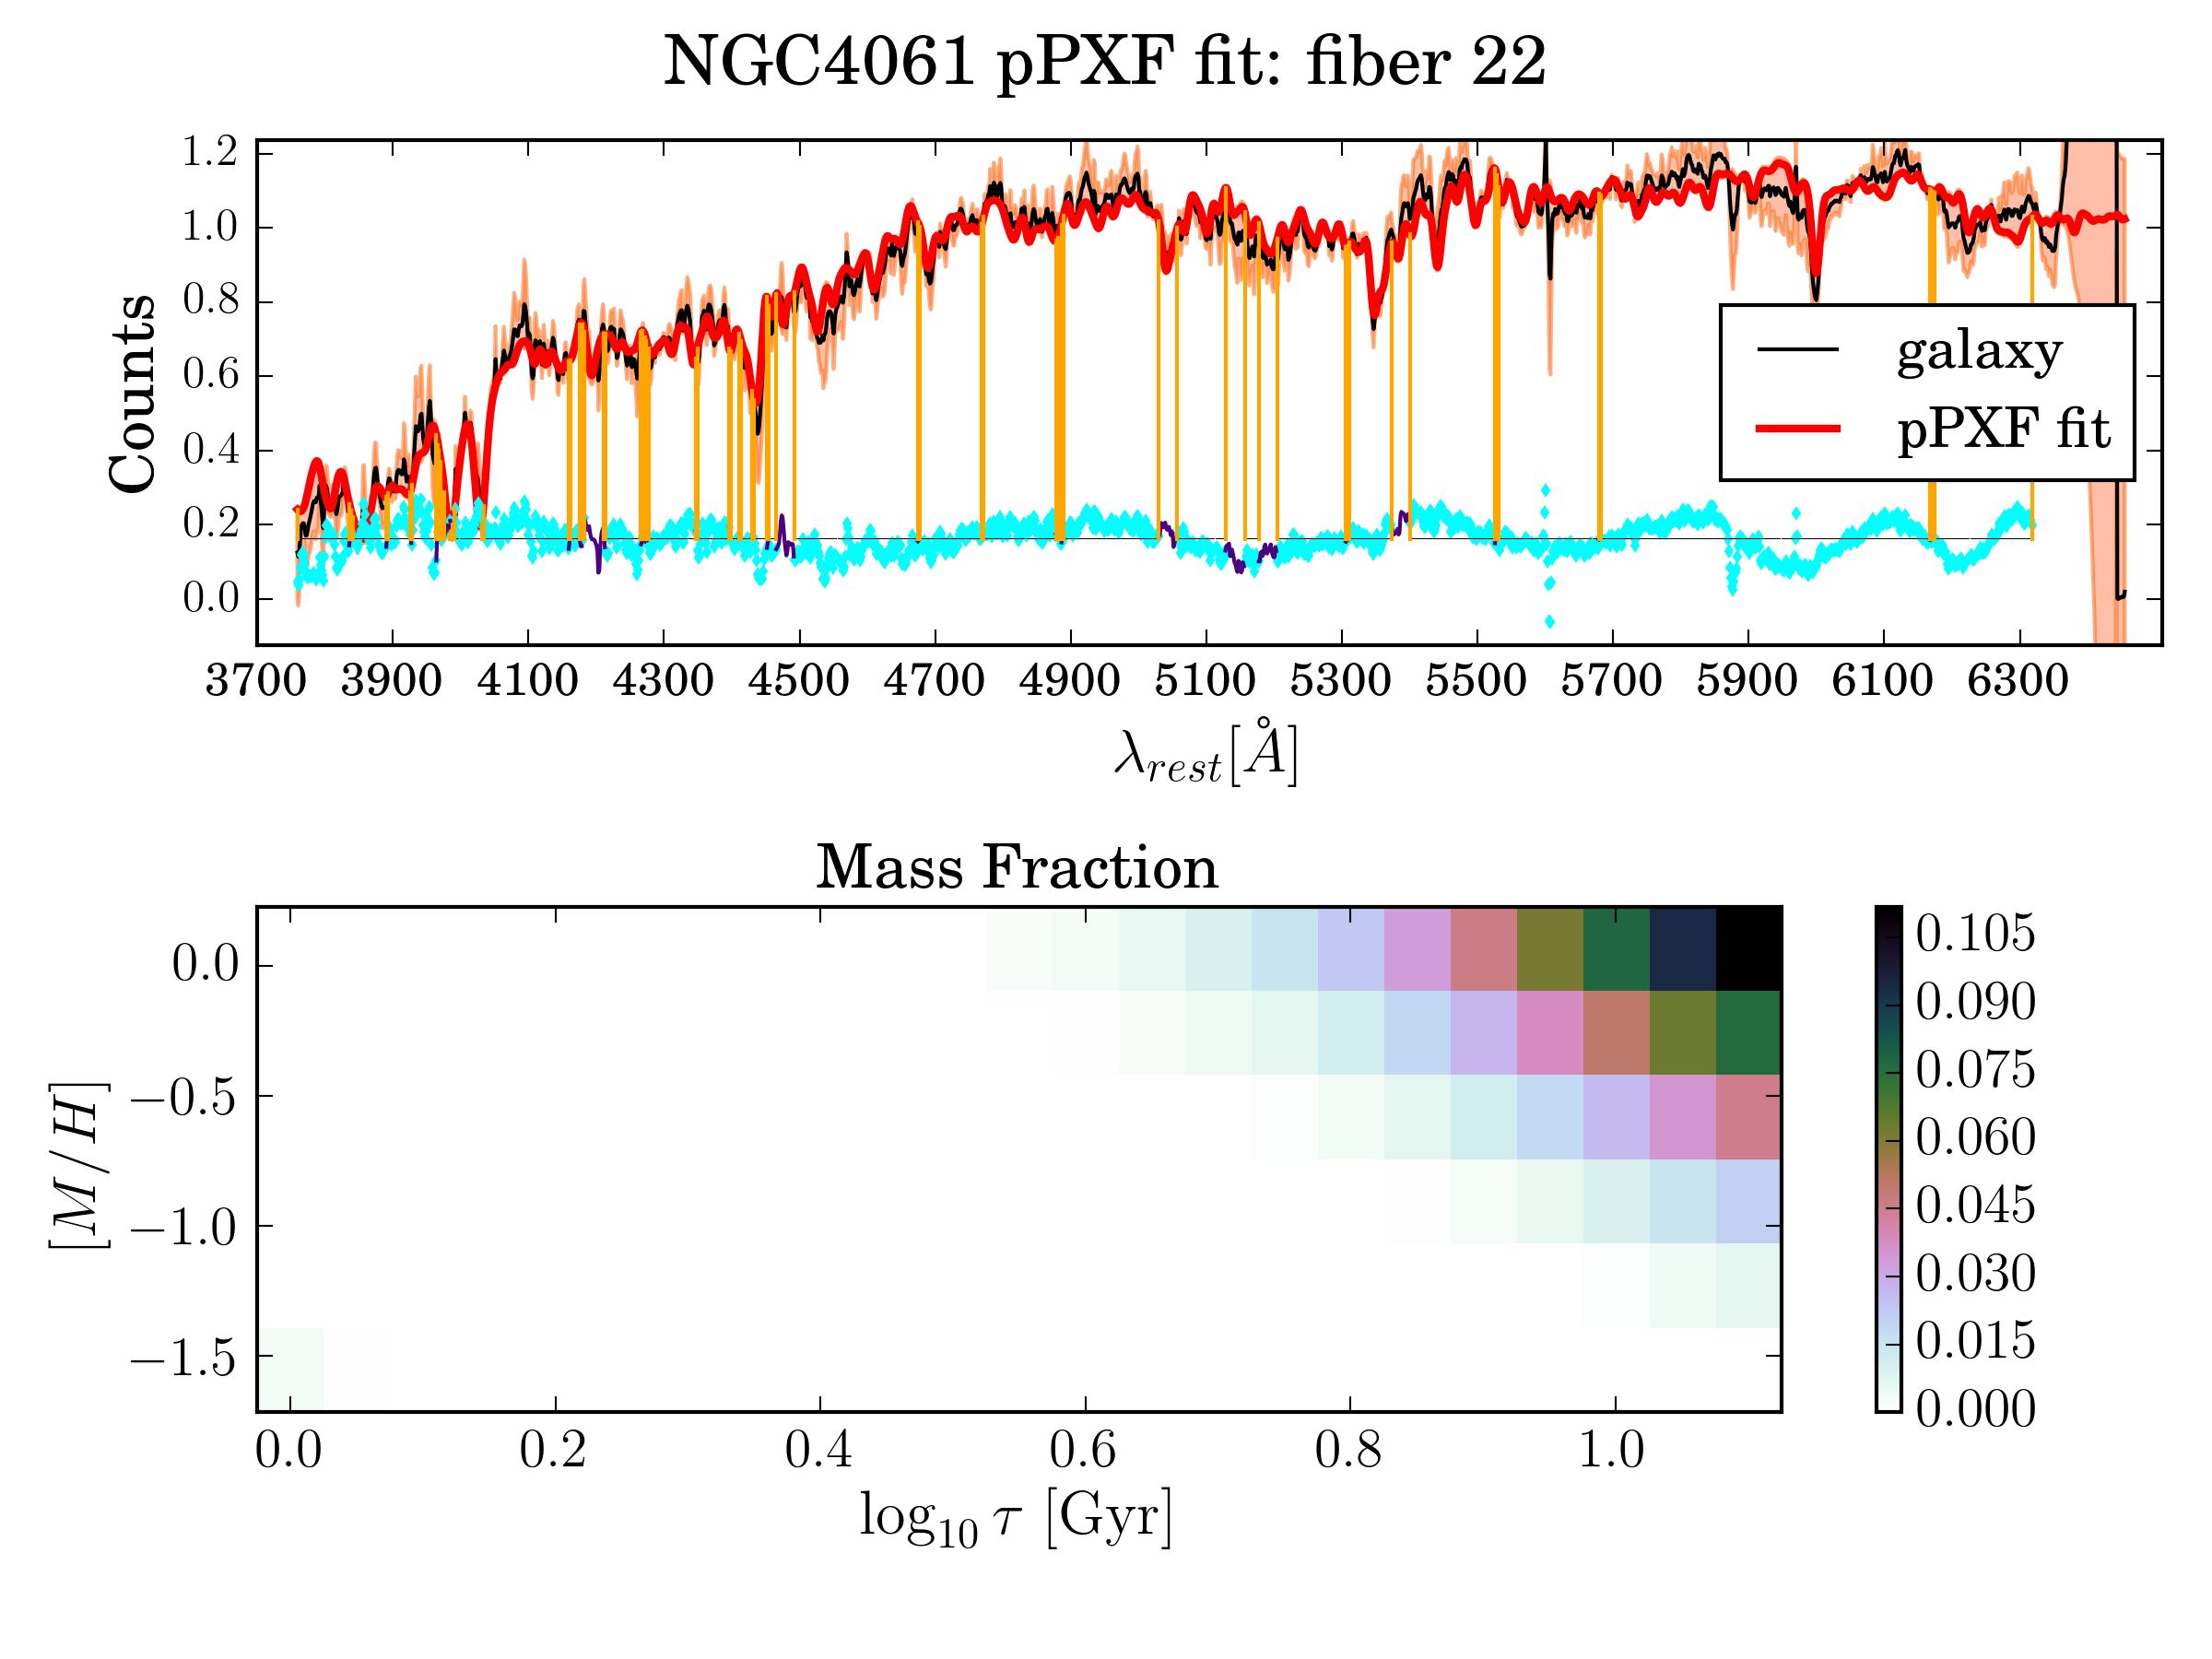 NGC4061 pPXF fit: fiber 22
1.2
1.0
0.8
0.6
0.4
0.2
0.0
Counts
galaxy
pPXF fit
3700 3900 4100 4300 4500 4700 4900 5100 5300 5500 5700 5900 6100 6300
λ_rest[Å]
Mass Fraction
0.0
−0.5
−1.0
−1.5
[M/H]
0.0 0.2 0.4 0.6 0.8 1.0
log₁₀ τ [Gyr]
0.105
0.090
0.075
0.060
0.045
0.030
0.015
0.000